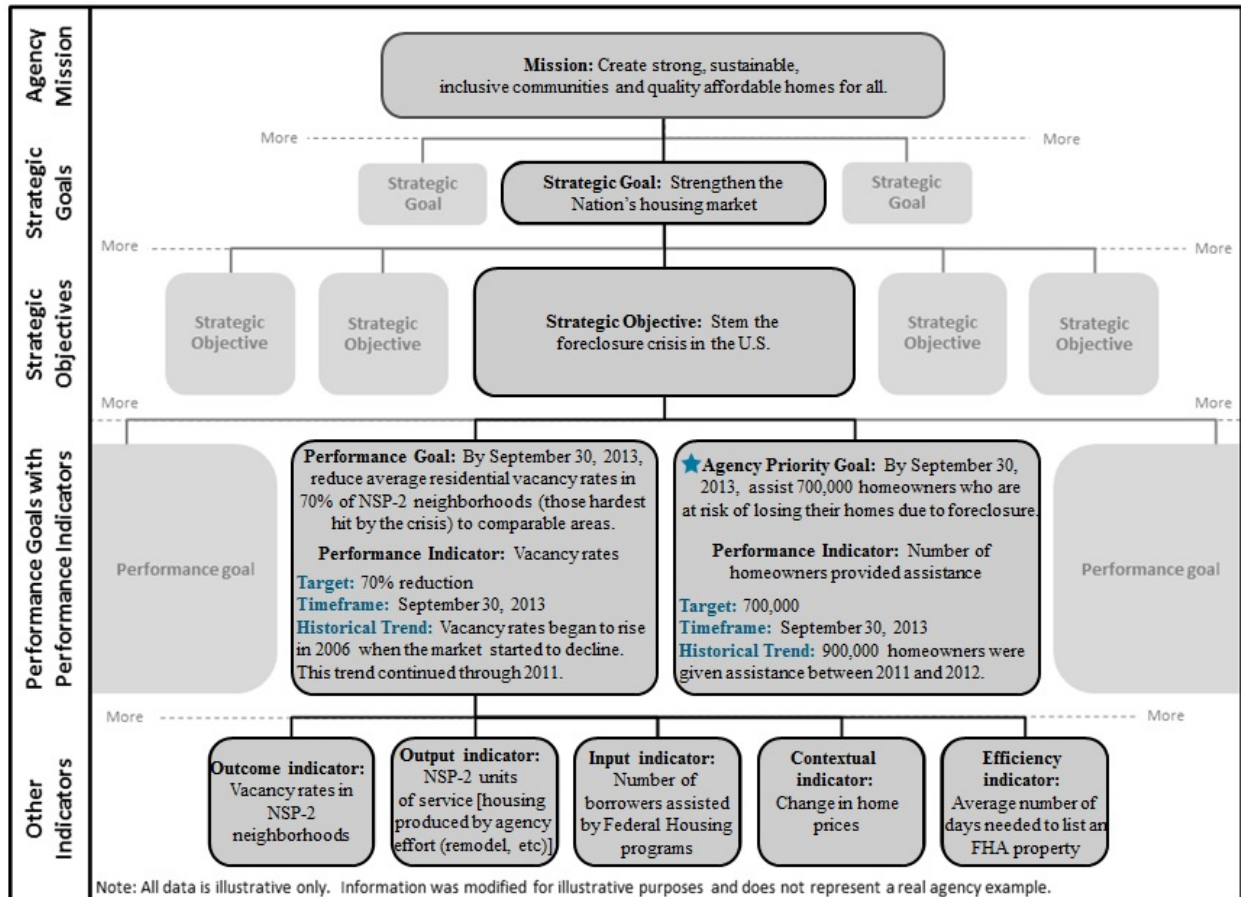 Agency
Mission
Mission: Create strong, sustainable,
inclusive communities and quality affordable homes for all.
More
More
Strategic
Goals
Strategic
Goal
Strategic Goal: Strengthen the
Nation's housing market
Strategic
Goal
More
More
Strategic
Objectives
Strategic
Objective
Strategic
Objective
Strategic Objective: Stem the
foreclosure crisis in the U.S.
Strategic
Objective
Strategic
Objective
More
More
Performance Goals with
Performance Indicators
Performance goal
Performance Goal: By September 30, 2013,
reduce average residential vacancy rates in
70% of NSP-2 neighborhoods (those hardest
hit by the crisis) to comparable areas.
Performance Indicator: Vacancy rates
Target: 70% reduction
Timeframe: September 30, 2013
Historical Trend: Vacancy rates began to rise
in 2006 when the market started to decline.
This trend continued through 2011.
Agency Priority Goal: By September 30,
2013, assist 700,000 homeowners who are
at risk of losing their homes due to foreclosure.
Performance Indicator: Number of
homeowners provided assistance
Target: 700,000
Timeframe: September 30, 2013
Historical Trend: 900,000 homeowners were
given assistance between 2011 and 2012.
Performance goal
More
More
Other
Indicators
Outcome indicator:
Vacancy rates in
NSP-2
neighborhoods
Output indicator:
NSP-2 units
of service [housing
produced by agency
effort (remodel, etc)]
Input indicator:
Number of
borrowers assisted
by Federal Housing
programs
Contextual
indicator:
Change in home
prices
Efficiency
indicator:
Average number of
days needed to list an
FHA property
Note: All data is illustrative only. Information was modified for illustrative purposes and does not represent a real agency example.